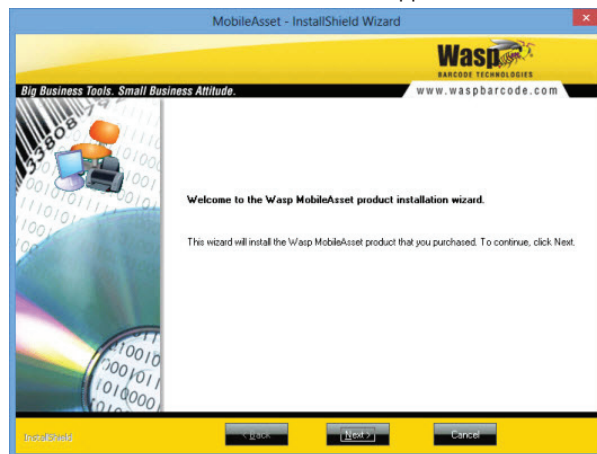 MobileAsset - InstallShield Wizard
Wasp
BARCODE TECHNOLOGIES
Big Business Tools. Small Business Attitude.
www.waspbarcode.com
Welcome to the Wasp MobileAsset product installation wizard.
This wizard will install the Wasp MobileAsset product that you purchased. To continue, click Next.
InstallShield
< Back
Next >
Cancel